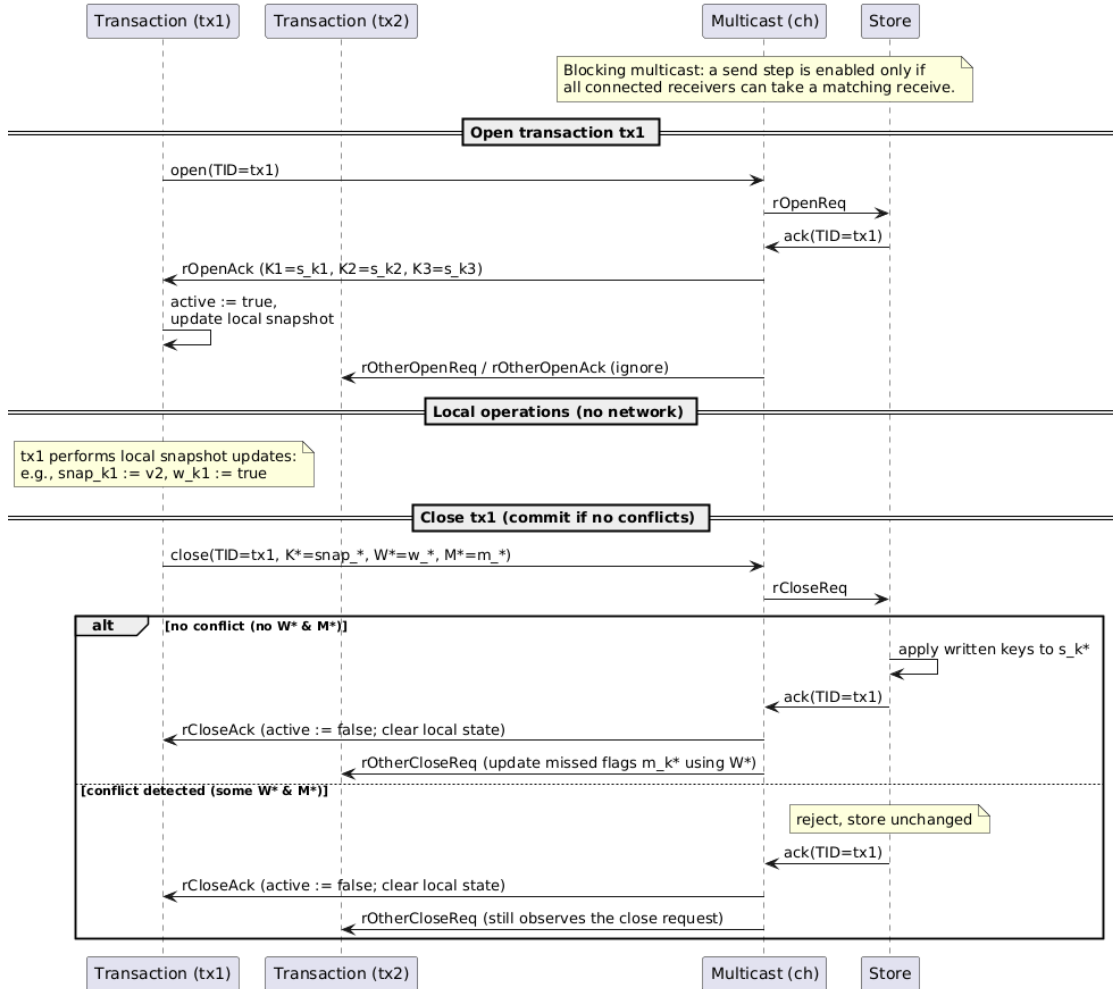 Transaction (tx1)
Transaction (tx2)
Multicast (ch)
Store
Blocking multicast: a send step is enabled only if
all connected receivers can take a matching receive.
Open transaction tx1
open(TID=tx1)
rOpenReq
ack(TID=tx1)
rOpenAck (K1=s_k1, K2=s_k2, K3=s_k3)
active := true,
update local snapshot
rOtherOpenReq / rOtherOpenAck (ignore)
Local operations (no network)
tx1 performs local snapshot updates:
e.g., snap_k1 := v2, w_k1 := true
Close tx1 (commit if no conflicts)
close(TID=tx1, K*=snap_*, W*=w_*, M*=m_*)
rCloseReq
alt
[no conflict (no W* & M*)]
apply written keys to s_k*
ack(TID=tx1)
rCloseAck (active := false; clear local state)
rOtherCloseReq (update missed flags m_k* using W*)
[conflict detected (some W* & M*)]
reject, store unchanged
ack(TID=tx1)
rCloseAck (active := false; clear local state)
rOtherCloseReq (still observes the close request)
Transaction (tx1)
Transaction (tx2)
Multicast (ch)
Store